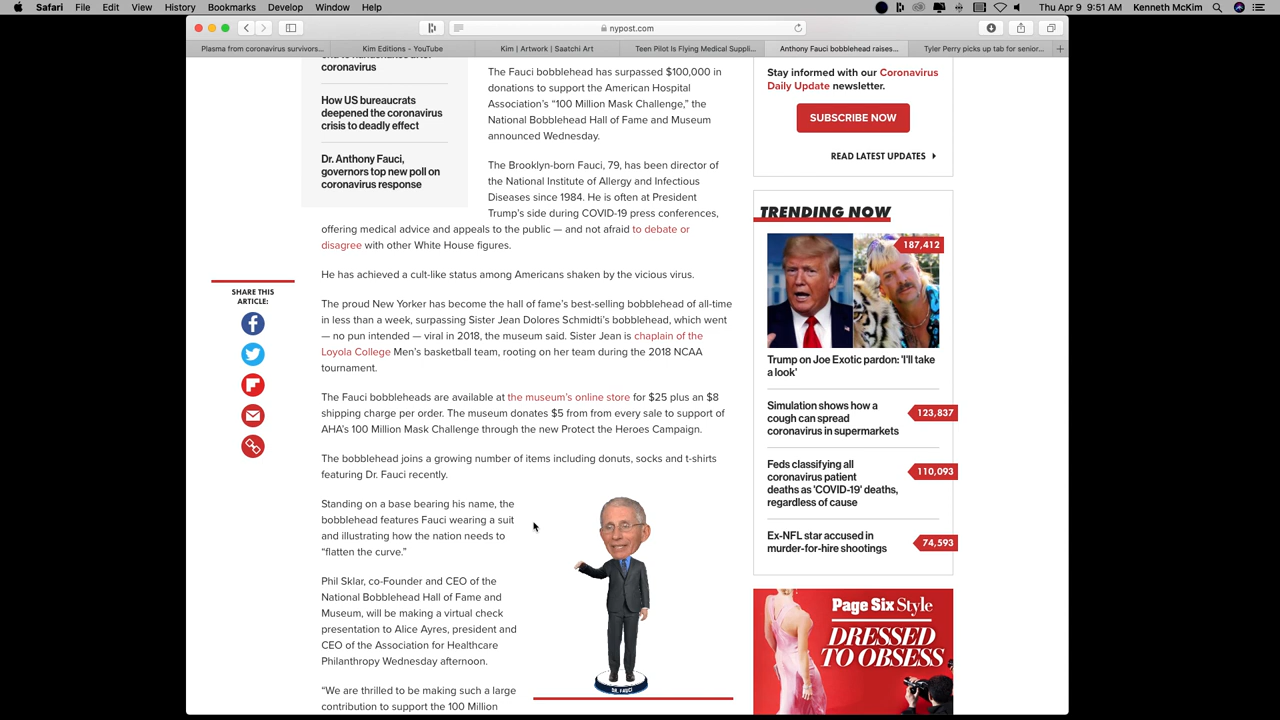 Safari File Edit View History Bookmarks Develop Window Help
Thu Apr 9 9:51 AM Kenneth McKim
nypost.com
Plasma from coronavirus survivors...
Kim Editions - YouTube
Kim | Artwork | Saatchi Art
Teen Pilot Is Flying Medical Suppli...
Anthony Fauci bobblehead raises...
Tyler Perry picks up tab for senior...
coronavirus
How US bureaucrats
deepened the coronavirus
crisis to deadly effect
Dr. Anthony Fauci,
governors top new poll on
coronavirus response
SHARE THIS
ARTICLE:
The Fauci bobblehead has surpassed $100,000 in
donations to support the American Hospital
Association's “100 Million Mask Challenge,” the
National Bobblehead Hall of Fame and Museum
announced Wednesday.
The Brooklyn-born Fauci, 79, has been director of
the National Institute of Allergy and Infectious
Diseases since 1984. He is often at President
Trump's side during COVID-19 press conferences,
offering medical advice and appeals to the public — and not afraid to debate or
disagree with other White House figures.
He has achieved a cult-like status among Americans shaken by the vicious virus.
The proud New Yorker has become the hall of fame's best-selling bobblehead of all-time
in less than a week, surpassing Sister Jean Dolores Schmidti's bobblehead, which went
— no pun intended — viral in 2018, the museum said. Sister Jean is chaplain of the
Loyola College Men's basketball team, rooting on her team during the 2018 NCAA
tournament.
The Fauci bobbleheads are available at the museum's online store for $25 plus an $8
shipping charge per order. The museum donates $5 from from every sale to support of
AHA's 100 Million Mask Challenge through the new Protect the Heroes Campaign.
The bobblehead joins a growing number of items including donuts, socks and t-shirts
featuring Dr. Fauci recently.
Standing on a base bearing his name, the
bobblehead features Fauci wearing a suit
and illustrating how the nation needs to
“flatten the curve.”
Phil Sklar, co-Founder and CEO of the
National Bobblehead Hall of Fame and
Museum, will be making a virtual check
presentation to Alice Ayres, president and
CEO of the Association for Healthcare
Philanthropy Wednesday afternoon.
“We are thrilled to be making such a large
contribution to support the 100 Million
DR. FAUCI
Stay informed with our Coronavirus
Daily Update newsletter.
SUBSCRIBE NOW
READ LATEST UPDATES
TRENDING NOW
187,412
Trump on Joe Exotic pardon: 'I'll take
a look'
Simulation shows how a
cough can spread
coronavirus in supermarkets
123,837
Feds classifying all
coronavirus patient
deaths as 'COVID-19' deaths,
regardless of cause
110,093
Ex-NFL star accused in
murder-for-hire shootings
74,593
Page Six Style
DRESSED
TO OBSESS